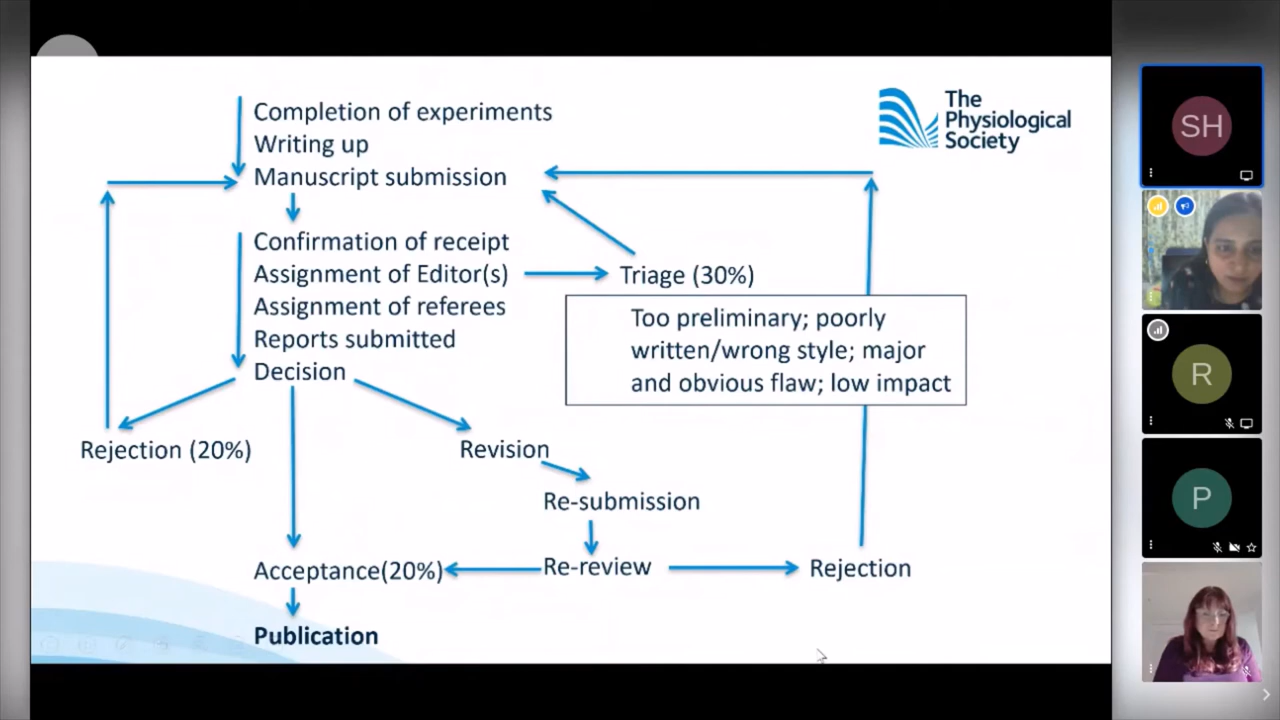 Completion of experiments
Writing up
Manuscript submission
The
Physiological
Society
Confirmation of receipt
Assignment of Editor(s)
Assignment of referees
Reports submitted
Decision
Triage (30%)
Too preliminary; poorly
written/wrong style; major
and obvious flaw; low impact
Rejection (20%)
Revision
Re-submission
Re-review
Rejection
Acceptance(20%)
Publication
SH
R
P